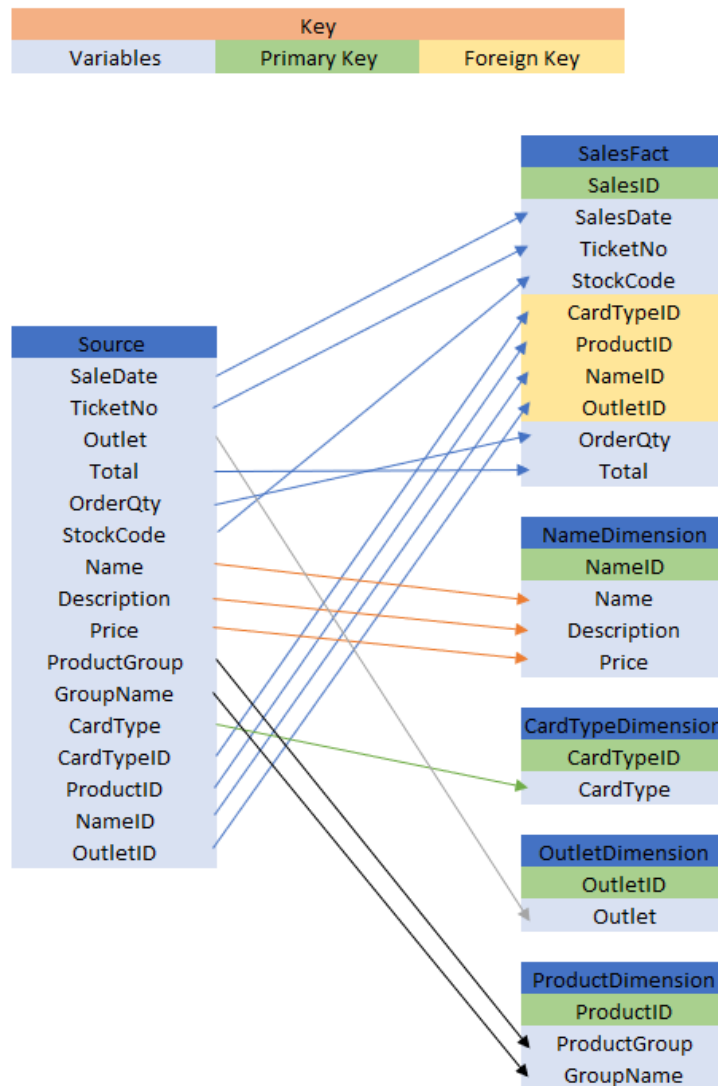 Key
Variables Primary Key Foreign Key
SalesFact
SalesID
SalesDate
TicketNo
StockCode
CardTypeID
ProductID
NameID
OutletID
OrderQty
Total
Source
SaleDate
TicketNo
Outlet
Total
OrderQty
StockCode
Name
Description
Price
ProductGroup
GroupName
CardType
CardTypeID
ProductID
NameID
OutletID
NameDimension
NameID
Name
Description
Price
CardTypeDimension
CardTypeID
CardType
OutletDimension
OutletID
Outlet
ProductDimension
ProductID
ProductGroup
GroupName